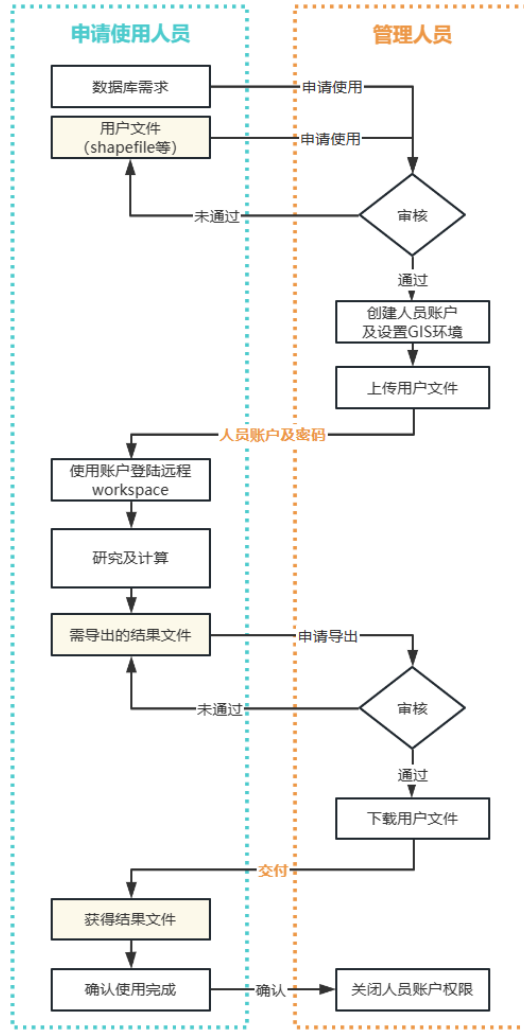 申请使用人员
管理人员
数据库需求
申请使用
用户文件
（shapefile等）
申请使用
未通过
审核
通过
创建人员账户
及设置GIS环境
上传用户文件
人员账户及密码
使用账户登陆远程
workspace
研究及计算
需导出的结果文件
申请导出
未通过
审核
通过
下载用户文件
交付
获得结果文件
确认使用完成
确认
关闭人员账户权限